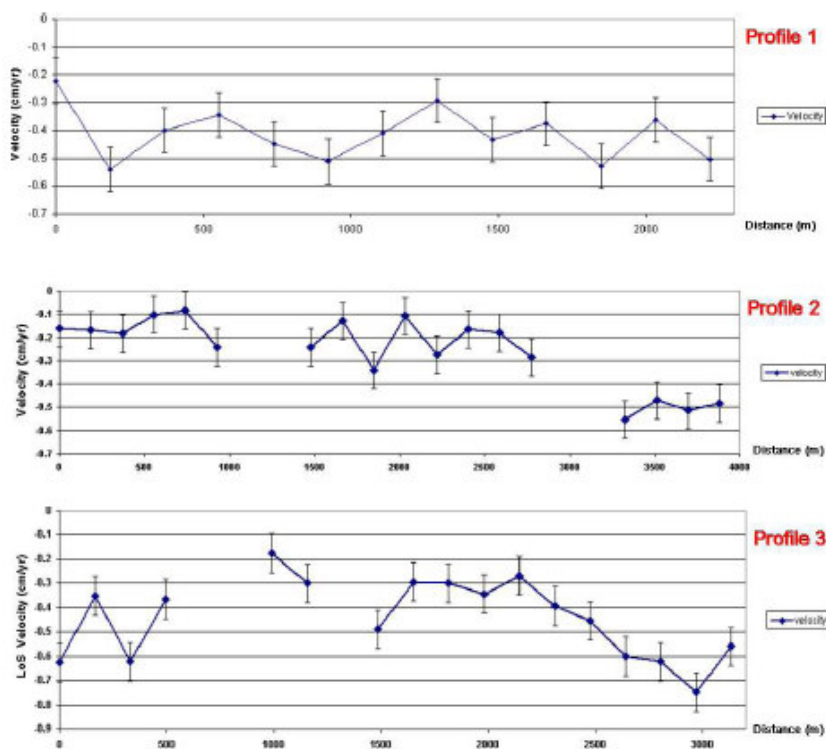 Profile 1
0
-0.1
-0.2
-0.3
-0.4
-0.5
-0.6
-0.7
Velocity (cm/yr)
Velocity
0 500 1000 1500 2000
Distance (m)
Profile 2
0
-0.1
-0.2
-0.3
-0.4
-0.5
-0.6
-0.7
Velocity (cm/yr)
velocity
0 500 1000 1500 2000 2500 3000 3500 4000
Distance (m)
Profile 3
0
-0.1
-0.2
-0.3
-0.4
-0.5
-0.6
-0.7
-0.8
-0.9
LoS Velocity (cm/yr)
velocity
0 500 1000 1500 2000 2500 3000
Distance (m)